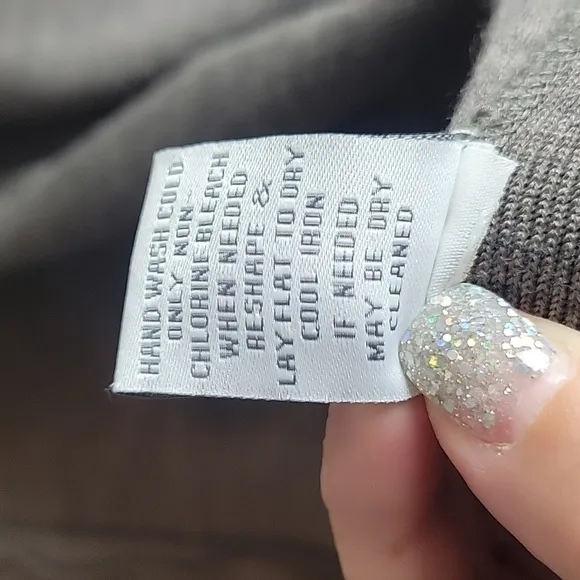 HAND WASH COLD
ONLY NON-
CHLORINE BLEACH
WHEN NEEDED
RESHAPE &
LAY FLAT TO DRY
COOL IRON
IF NEEDED
MAY BE DRY
CLEANED